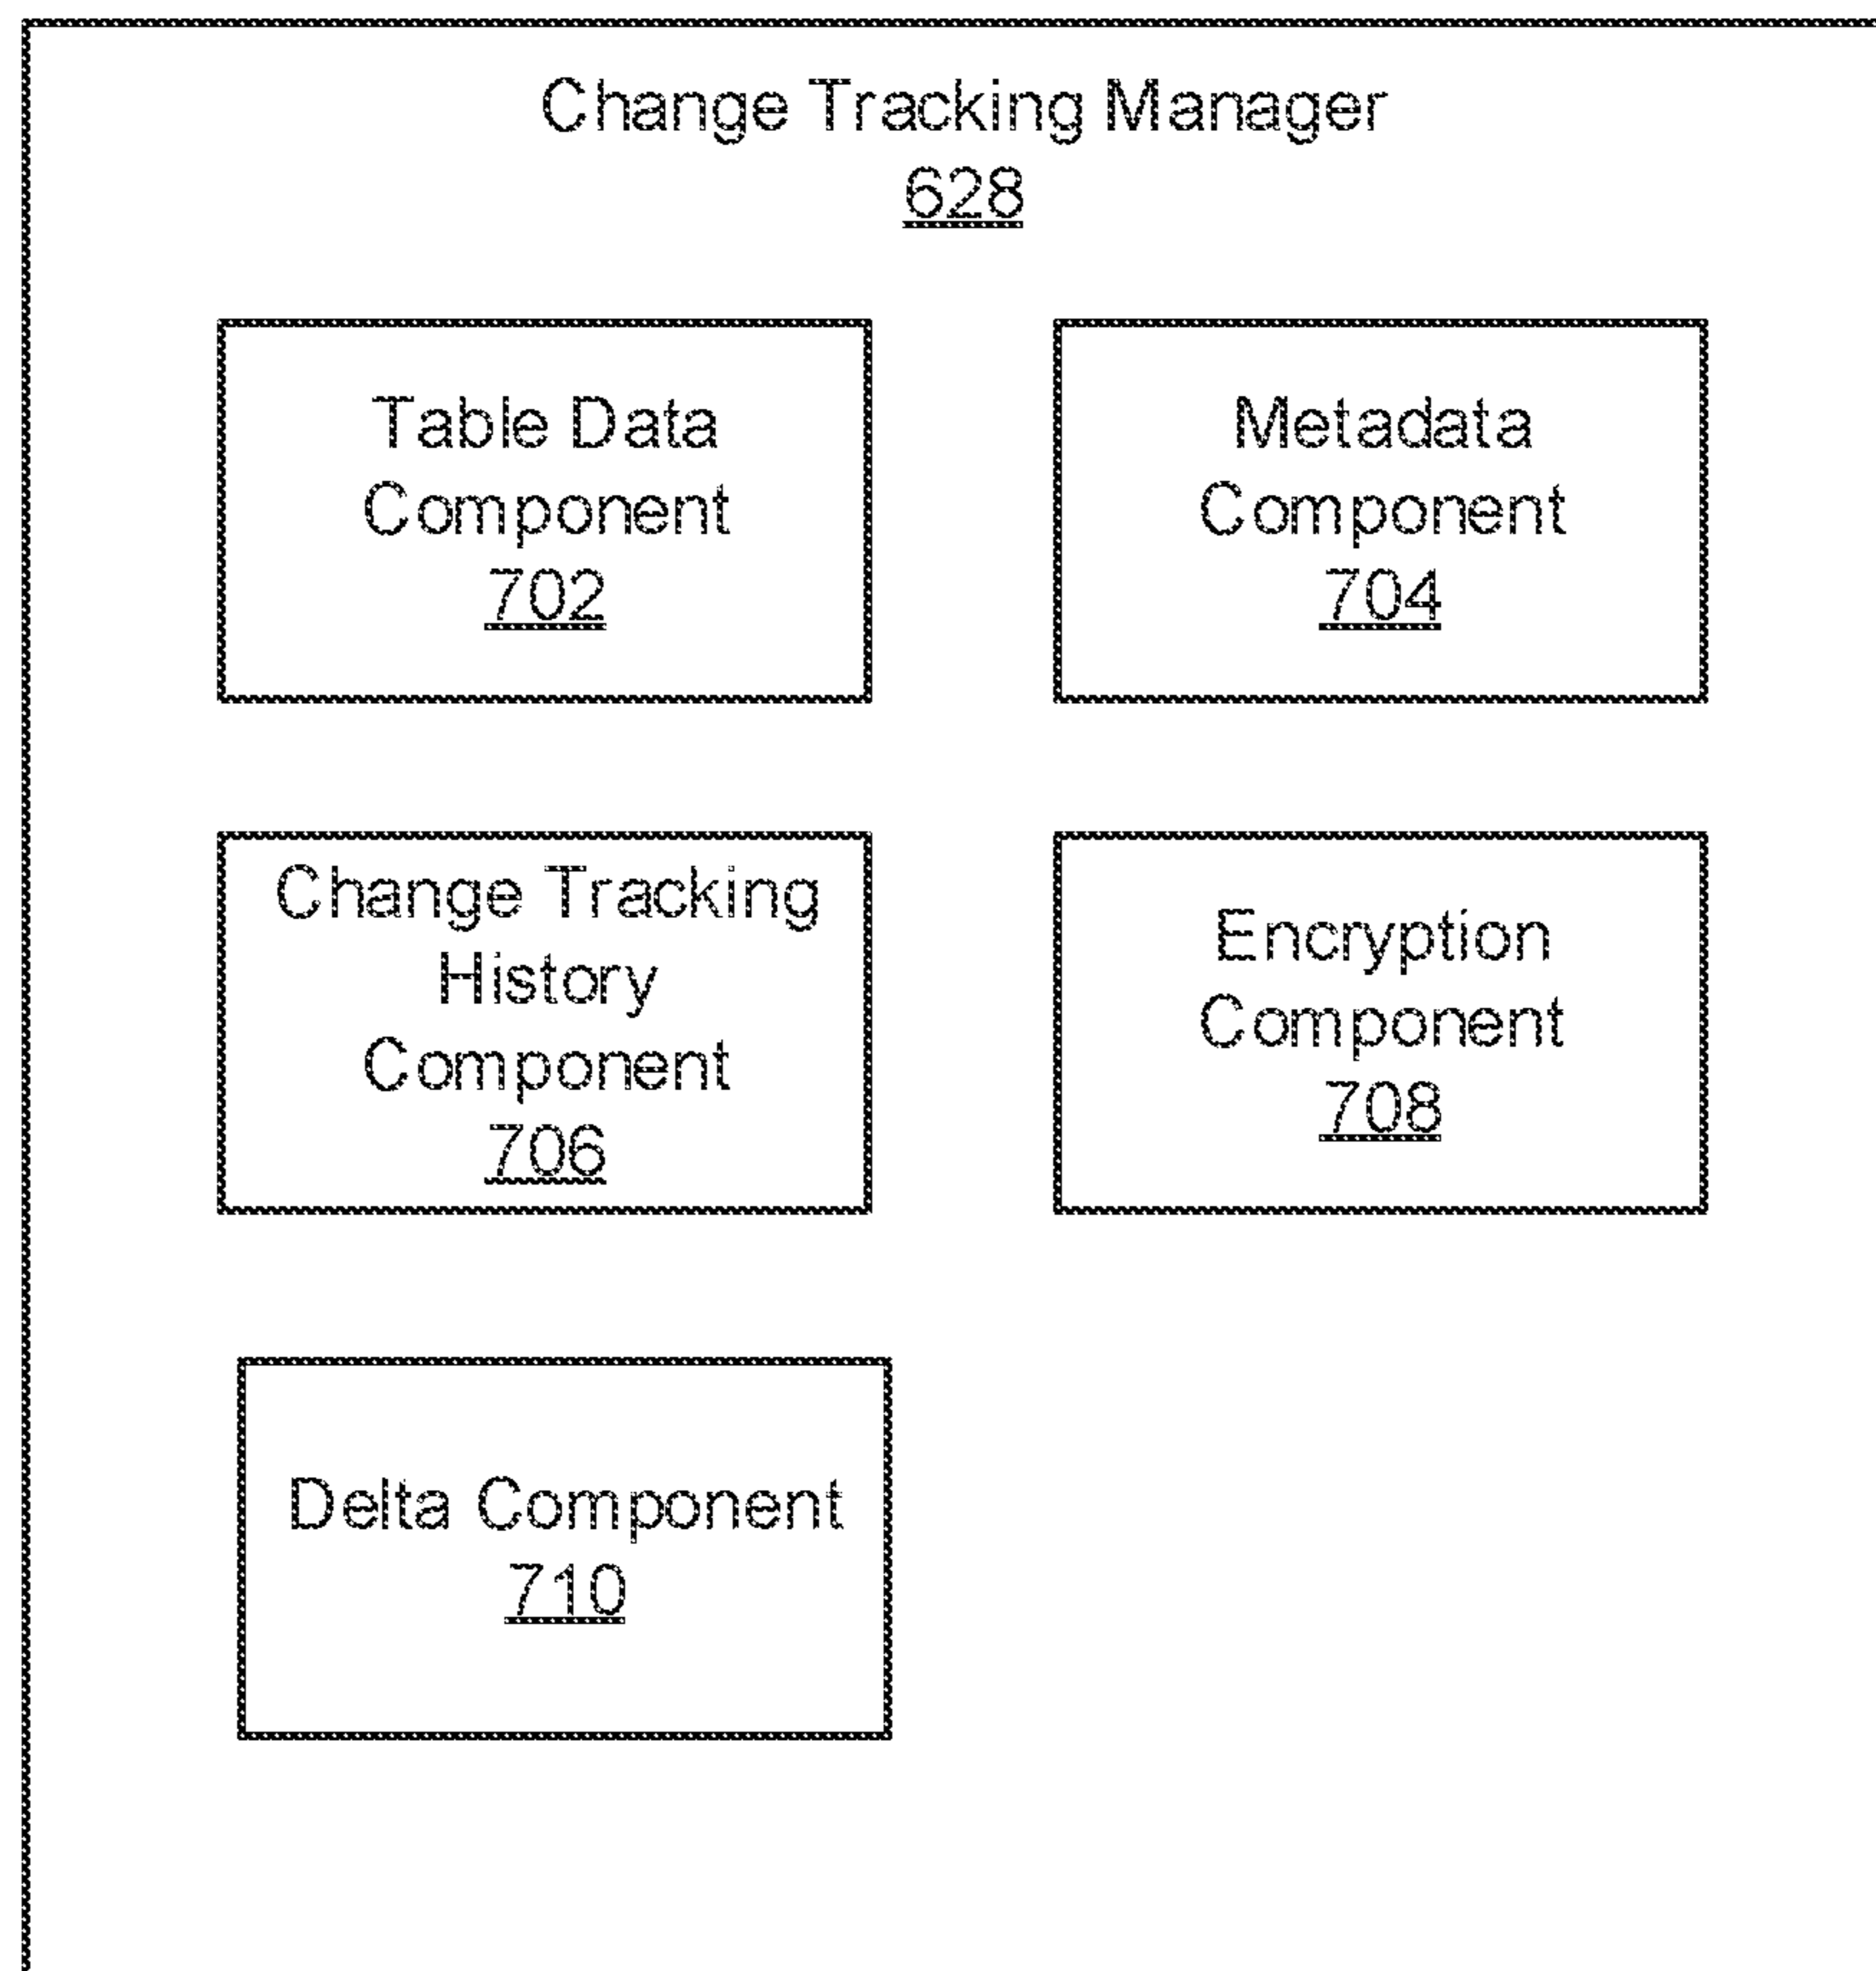 Change Tracking Manager
628
Table Data
Component
702
Metadata
Component
704
Change Tracking
History
Component
706
Encryption
Component
708
Delta Component
710